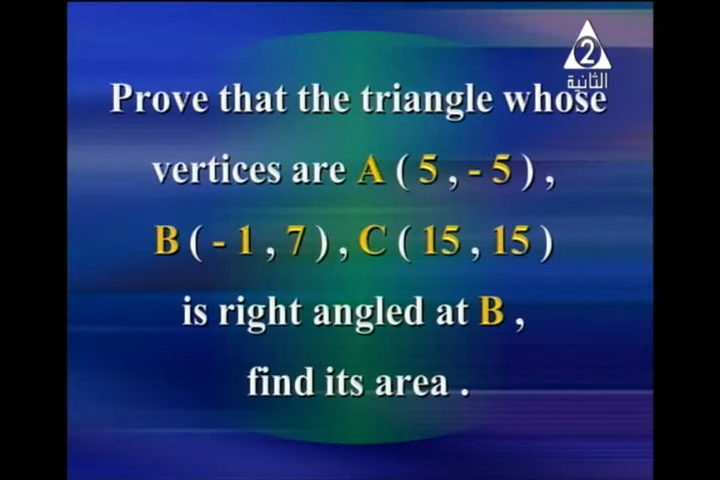 2
الثانية
Prove that the triangle whose
vertices are A ( 5 , - 5 ) ,
B ( - 1 , 7 ) , C ( 15 , 15 )
is right angled at B ,
find its area .